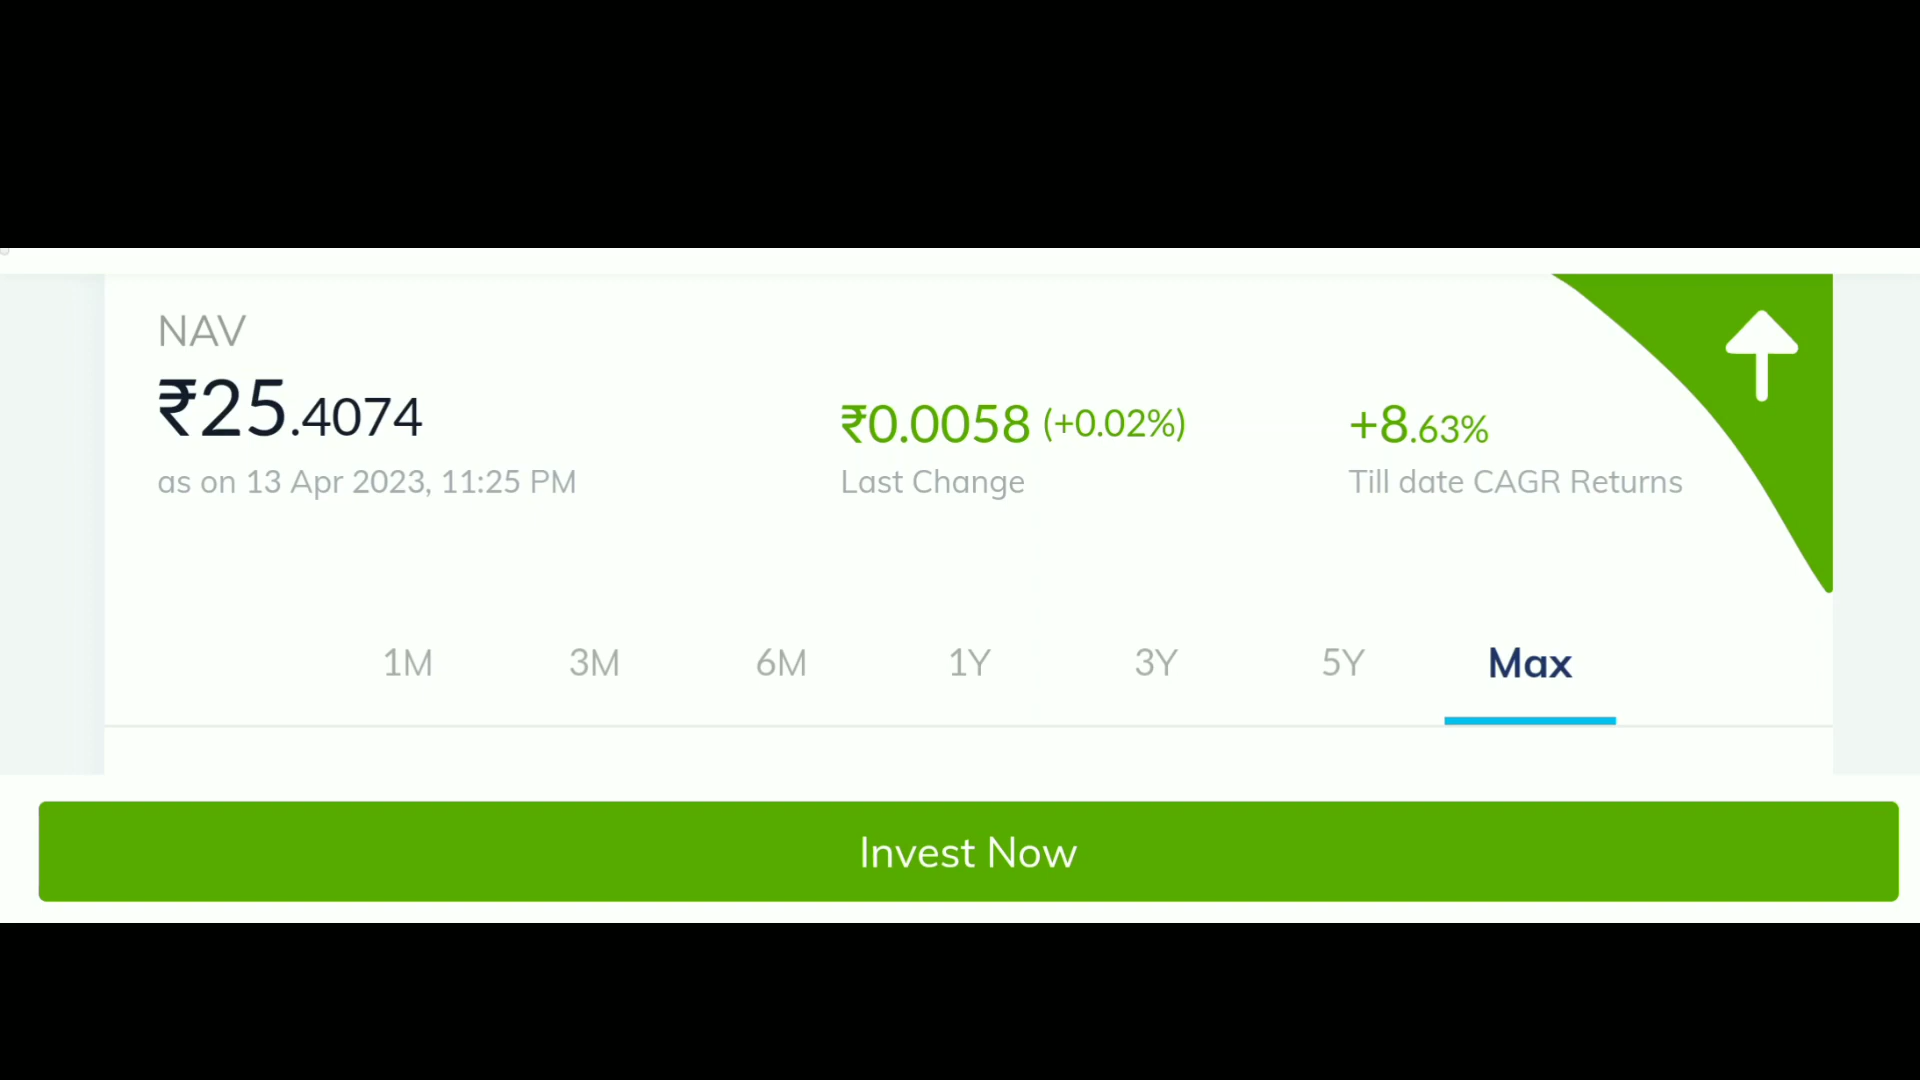 NAV
₹25.4074
as on 13 Apr 2023, 11:25 PM
₹0.0058 (+0.02%)
Last Change
+8.63%
Till date CAGR Returns
1M 3M 6M 1Y 3Y 5Y Max
Invest Now